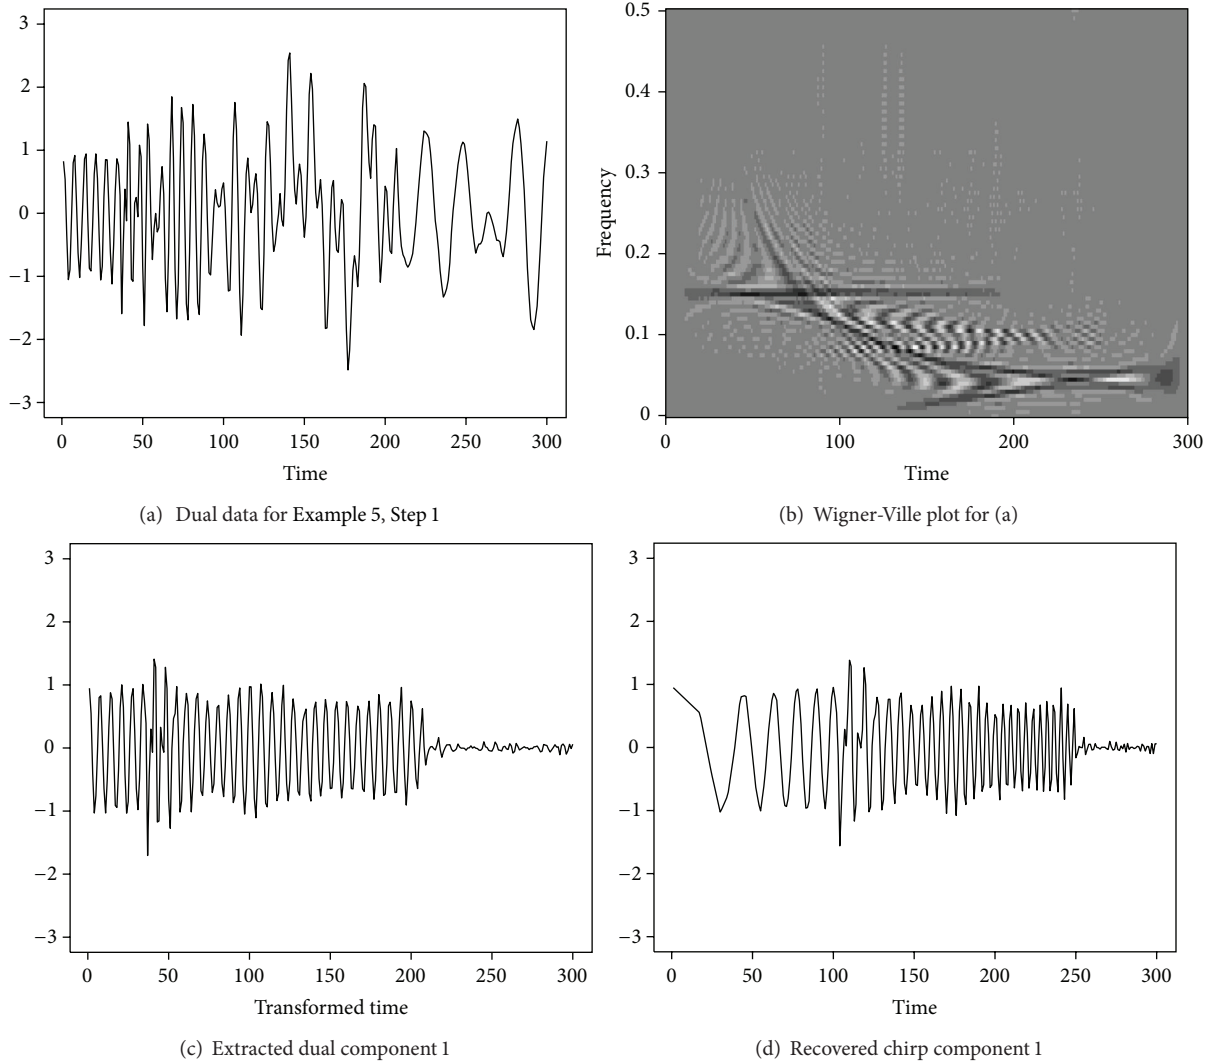 3
2
1
0
−1
−2
−3
0 50 100 150 200 250 300
Time
(a) Dual data for Example 5, Step 1
0.5
0.4
0.3
0.2
0.1
0
Frequency
0 100 200 300
Time
(b) Wigner-Ville plot for (a)
3
2
1
0
−1
−2
−3
0 50 100 150 200 250 300
Transformed time
(c) Extracted dual component 1
3
2
1
0
−1
−2
−3
0 50 100 150 200 250 300
Time
(d) Recovered chirp component 1